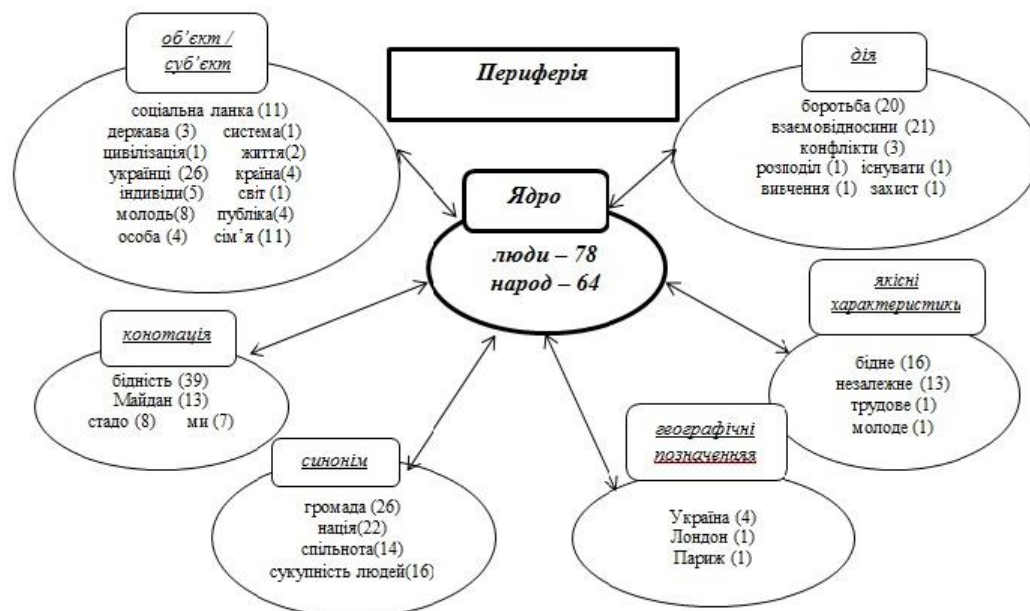 об’єкт /
суб’єкт
соціальна ланка (11)
держава (3) система(1)
цивілізація(1) життя(2)
українці (26) країна(4)
індивіди(5) світ (1)
молодь(8) публіка(4)
особа (4) сім’я (11)
Периферія
дія
боротьба (20)
взаємовідносини (21)
конфлікти (3)
розподіл (1) існувати (1)
вивчення (1) захист (1)
Ядро
люди – 78
народ – 64
конотація
бідність (39)
Майдан (13)
стадо (8) ми (7)
якісні
характеристики
бідне (16)
незалежне (13)
трудове (1)
молоде (1)
синонім
громада (26)
нація(22)
спільнота(14)
сукупність людей(16)
географічні
позначенняя
Україна (4)
Лондон (1)
Париж (1)